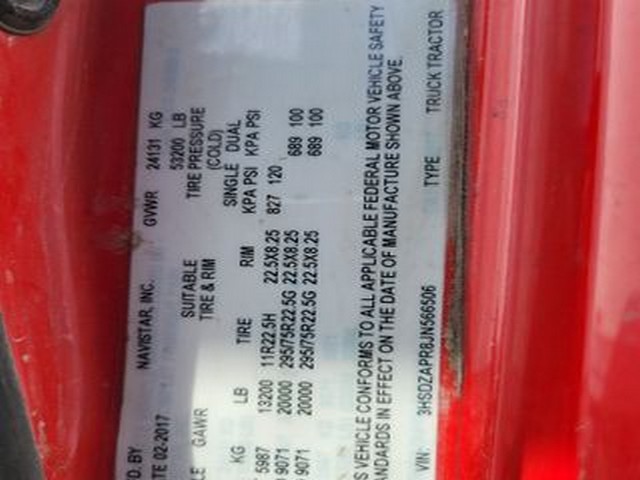 D. BY NAVISTAR, INC. GVWR 24131 KG
TE 02-2017 53200 LB
SUITABLE TIRE PRESSURE
TIRE & RIM (COLD)
LE GAWR SINGLE DUAL
KG LB TIRE RIM KPA PSI KPA PSI
5987 13200 11R22.5H 22.5X8.25 827 120
9071 20000 295/75R22.5G 22.5X8.25 689 100
9071 20000 295/75R22.5G 22.5X8.25 689 100
S VEHICLE CONFORMS TO ALL APPLICABLE FEDERAL MOTOR VEHICLE SAFETY
ANDARDS IN EFFECT ON THE DATE OF MANUFACTURE SHOWN ABOVE.
VIN: 3HSDZAPR8JN566506 TYPE TRUCK TRACTOR